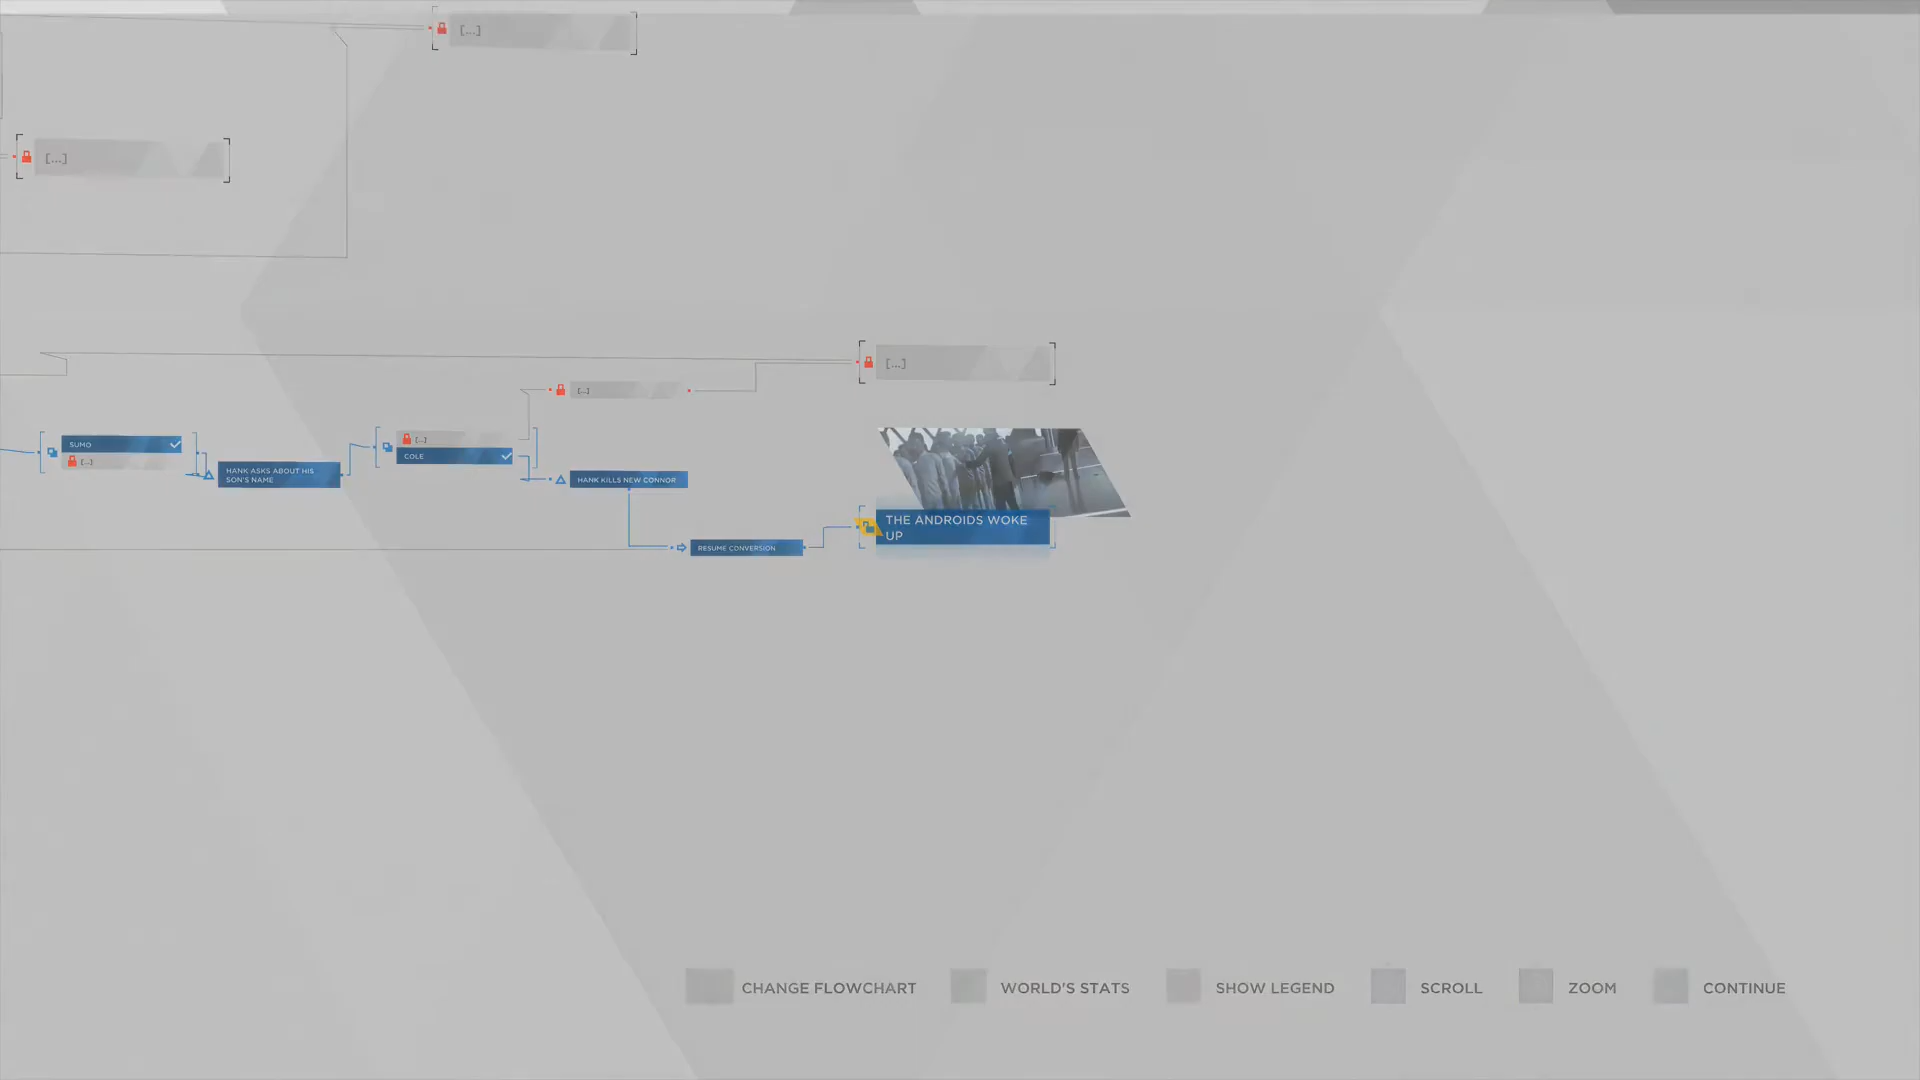 [...]
[...]
[...]
[...]
SUMO
[...]
HANK ASKS ABOUT HIS
SON'S NAME
[...]
COLE
HANK KILLS NEW CONNOR
THE ANDROIDS WOKE
UP
RESUME CONVERSION
CHANGE FLOWCHART
WORLD'S STATS
SHOW LEGEND
SCROLL
ZOOM
CONTINUE